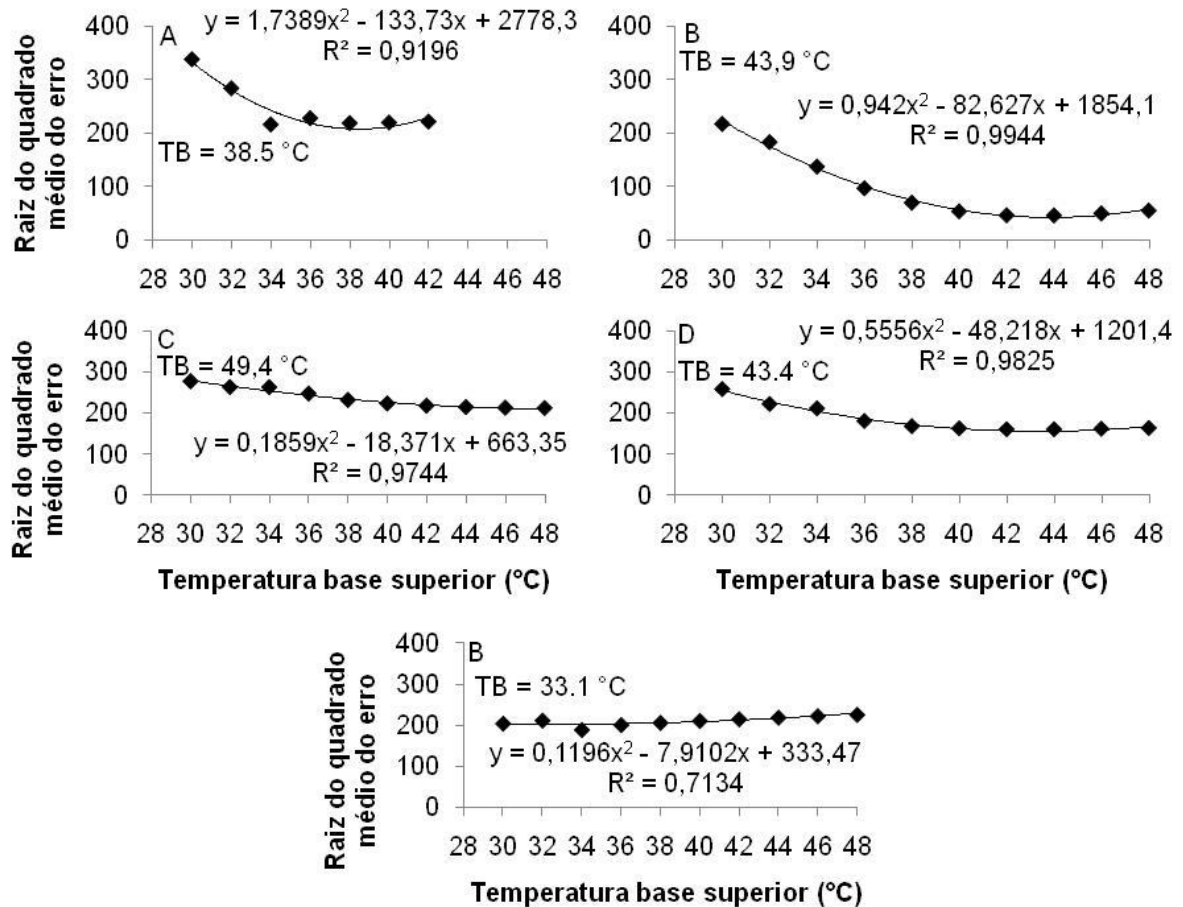 A
y = 1,7389x² - 133,73x + 2778,3
R² = 0,9196
TB = 38.5 °C
Raiz do quadrado
médio do erro
400
300
200
100
0
28 30 32 34 36 38 40 42 44 46 48
B
TB = 43,9 °C
y = 0,942x² - 82,627x + 1854,1
R² = 0,9944
400
300
200
100
0
28 30 32 34 36 38 40 42 44 46 48
C
TB = 49,4 °C
y = 0,1859x² - 18,371x + 663,35
R² = 0,9744
Raiz do quadrado
médio do erro
400
300
200
100
0
28 30 32 34 36 38 40 42 44 46 48
Temperatura base superior (°C)
D
y = 0,5556x² - 48,218x + 1201,4
R² = 0,9825
TB = 43.4 °C
400
300
200
100
0
28 30 32 34 36 38 40 42 44 46 48
Temperatura base superior (°C)
B
TB = 33.1 °C
y = 0,1196x² - 7,9102x + 333,47
R² = 0,7134
Raiz do quadrado
médio do erro
400
300
200
100
0
28 30 32 34 36 38 40 42 44 46 48
Temperatura base superior (°C)